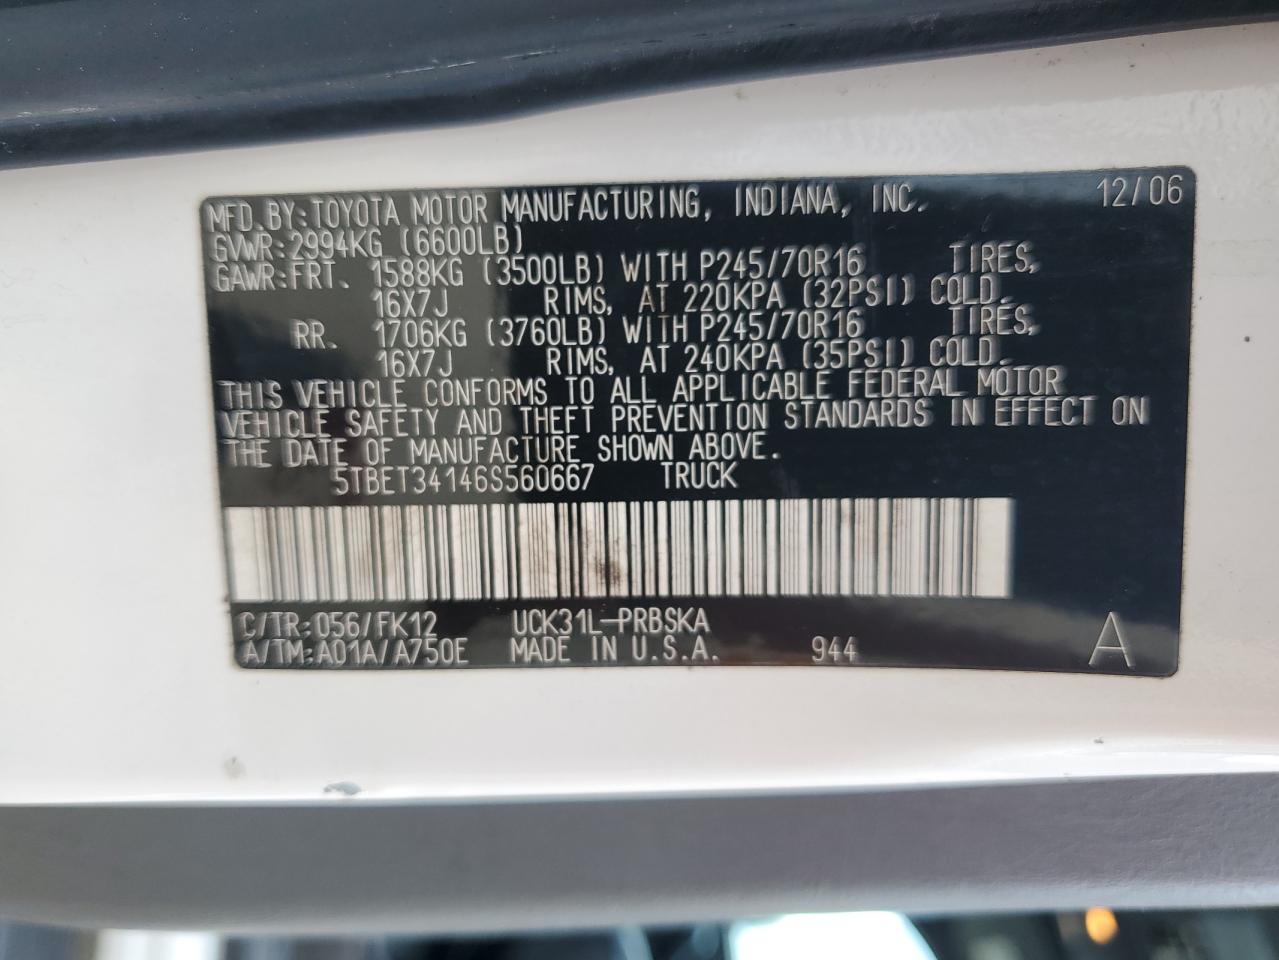 MFD.BY:TOYOTA MOTOR MANUFACTURING, INDIANA, INC. 12/06
GVWR:2994KG (6600LB)
GAWR:FRT. 1588KG (3500LB) WITH P245/70R16 TIRES,
16X7J RIMS, AT 220KPA (32PSI) COLD.
RR. 1706KG (3760LB) WITH P245/70R16 TIRES,
16X7J RIMS, AT 240KPA (35PSI) COLD.
THIS VEHICLE CONFORMS TO ALL APPLICABLE FEDERAL MOTOR
VEHICLE SAFETY AND THEFT PREVENTION STANDARDS IN EFFECT ON
THE DATE OF MANUFACTURE SHOWN ABOVE.
5TBET34146S560667 TRUCK
C/TR:056/FK12 UCK31L-PRBSKA
A/TM:A01A/A750E MADE IN U.S.A. 944 A